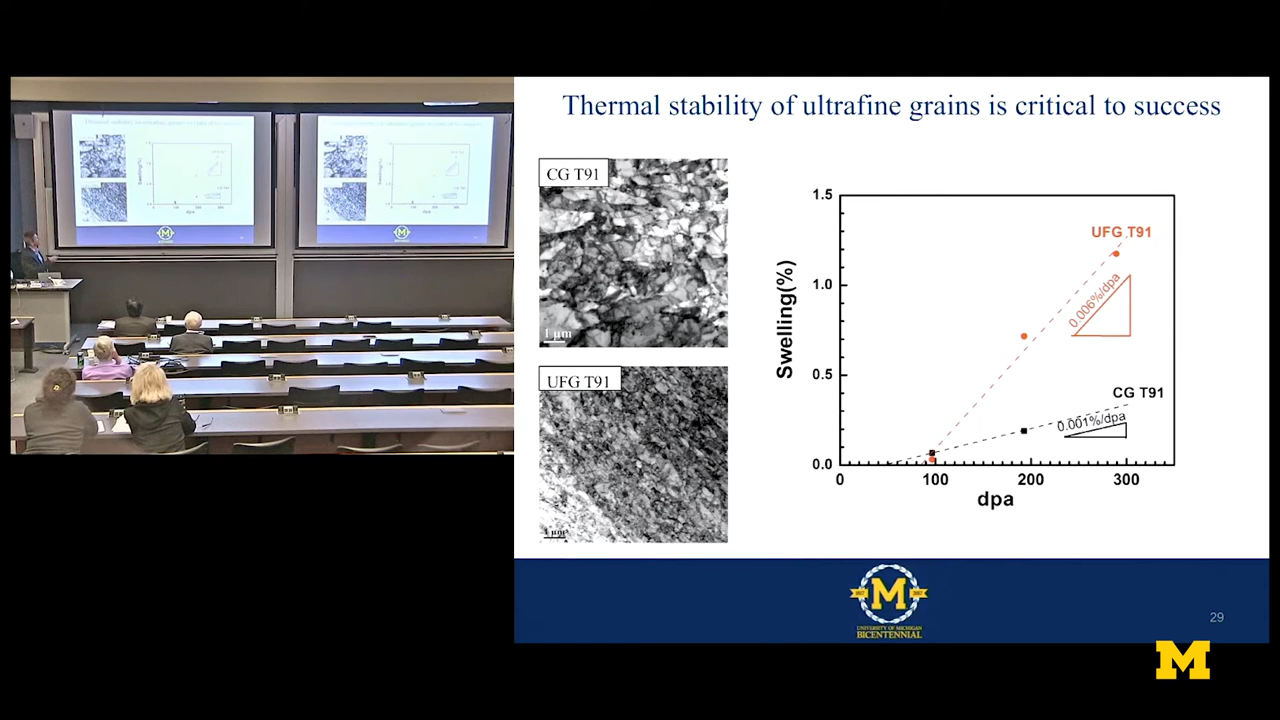 Thermal stability of ultrafine grains is critical to success
CG T91
1 µm
UFG T91
1 µm
1.5
1.0
0.5
0.0
Swelling(%)
0
100
200
300
dpa
UFG T91
0.006%/dpa
CG T91
0.001%/dpa
M
1817
2017
UNIVERSITY OF MICHIGAN
BICENTENNIAL
29
M